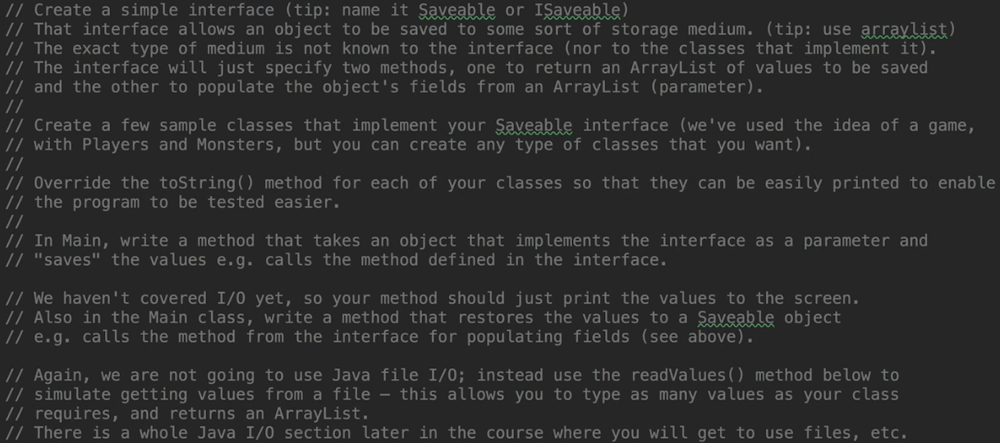 // Create a simple interface (tip: name it Saveable or ISaveable)
// That interface allows an object to be saved to some sort of storage medium. (tip: use arraylist)
// The exact type of medium is not known to the interface (nor to the classes that implement it).
// The interface will just specify two methods, one to return an ArrayList of values to be saved
// and the other to populate the object's fields from an ArrayList (parameter).
//
// Create a few sample classes that implement your Saveable interface (we've used the idea of a game,
// with Players and Monsters, but you can create any type of classes that you want).
//
// Override the toString() method for each of your classes so that they can be easily printed to enable
// the program to be tested easier.
//
// In Main, write a method that takes an object that implements the interface as a parameter and
// "saves" the values e.g. calls the method defined in the interface.

// We haven't covered I/O yet, so your method should just print the values to the screen.
// Also in the Main class, write a method that restores the values to a Saveable object
// e.g. calls the method from the interface for populating fields (see above).

// Again, we are not going to use Java file I/O; instead use the readValues() method below to
// simulate getting values from a file – this allows you to type as many values as your class
// requires, and returns an ArrayList.
// There is a whole Java I/O section later in the course where you will get to use files, etc.